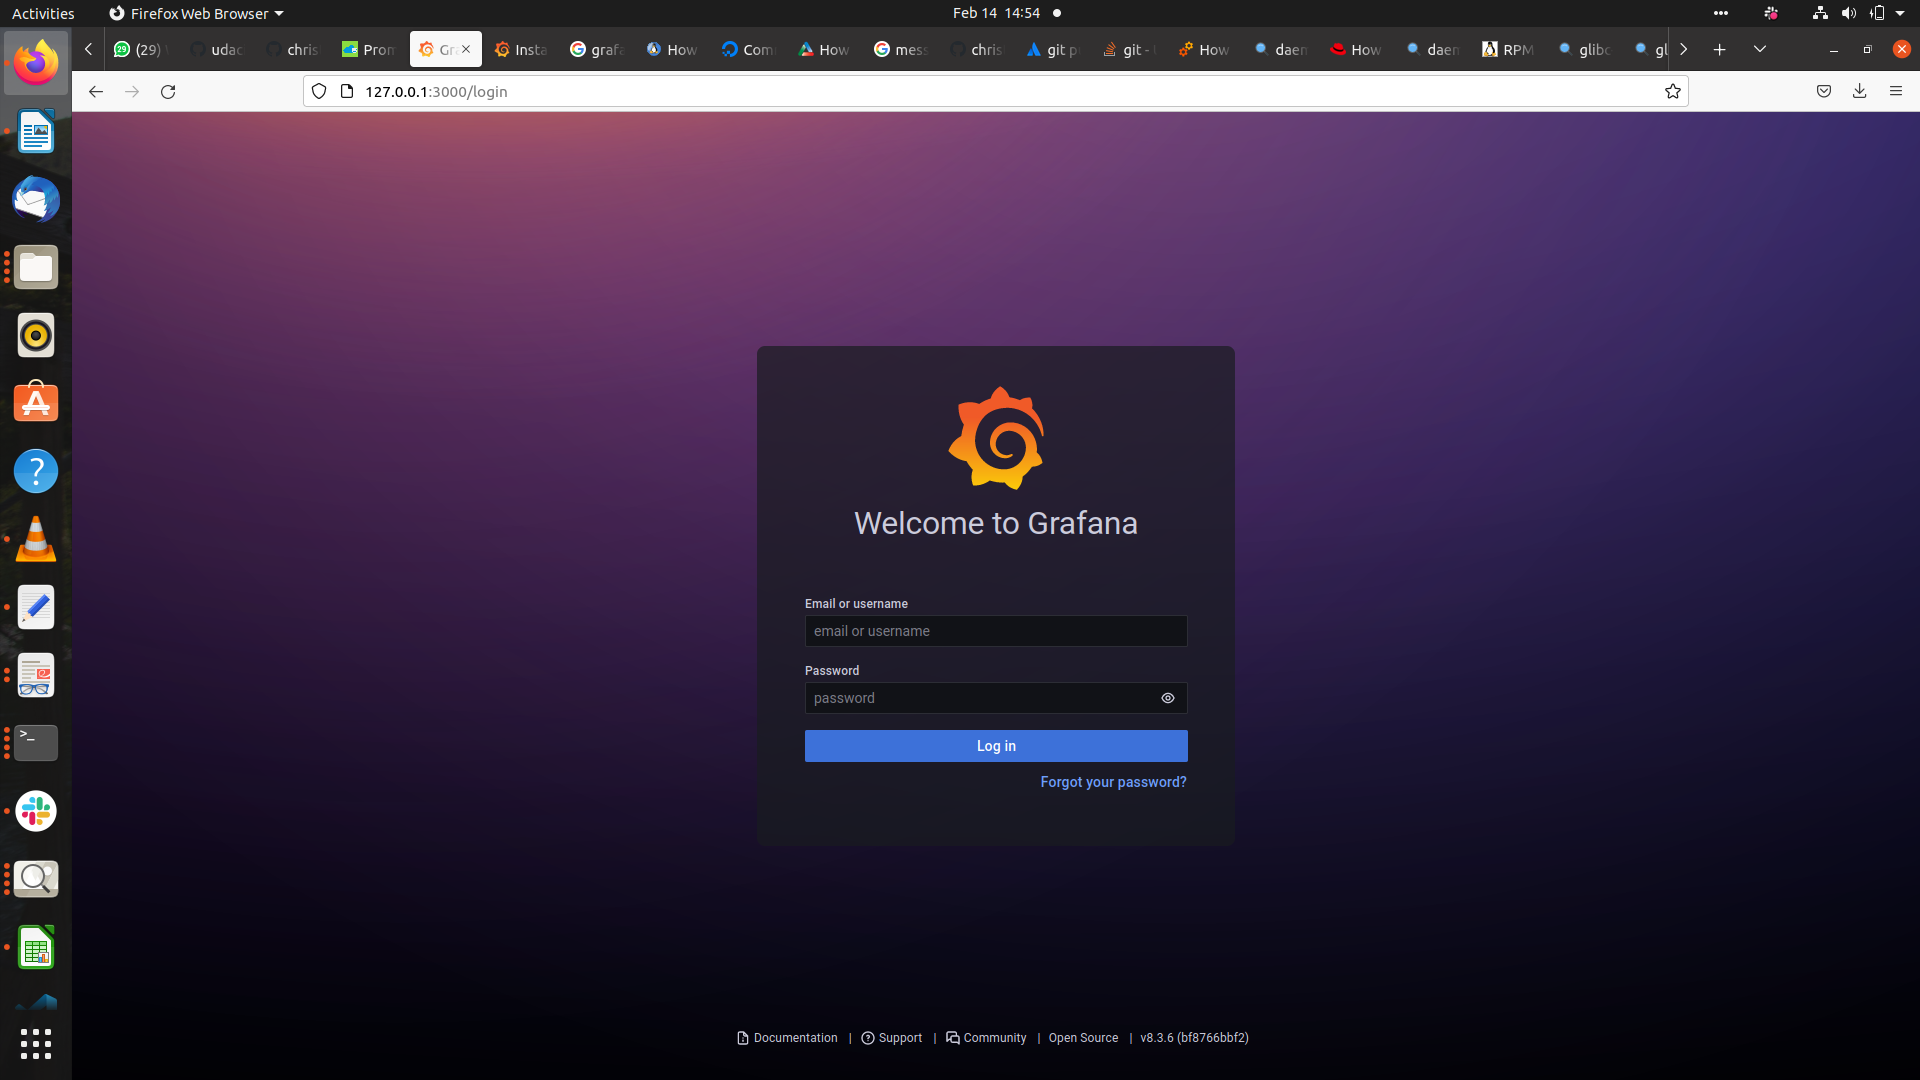 Activities
Firefox Web Browser
Feb 14 14:54
(29)
udac
chris
Prom
Gr
Insta
grafa
How
Com
How
mess
chris
git p
git -
How
daen
How
daen
RPM
glibc
gl
127.0.0.1:3000/login
Welcome to Grafana
Email or username
email or username
Password
password
Log in
Forgot your password?
Documentation | Support | Community | Open Source | v8.3.6 (bf8766bbf2)